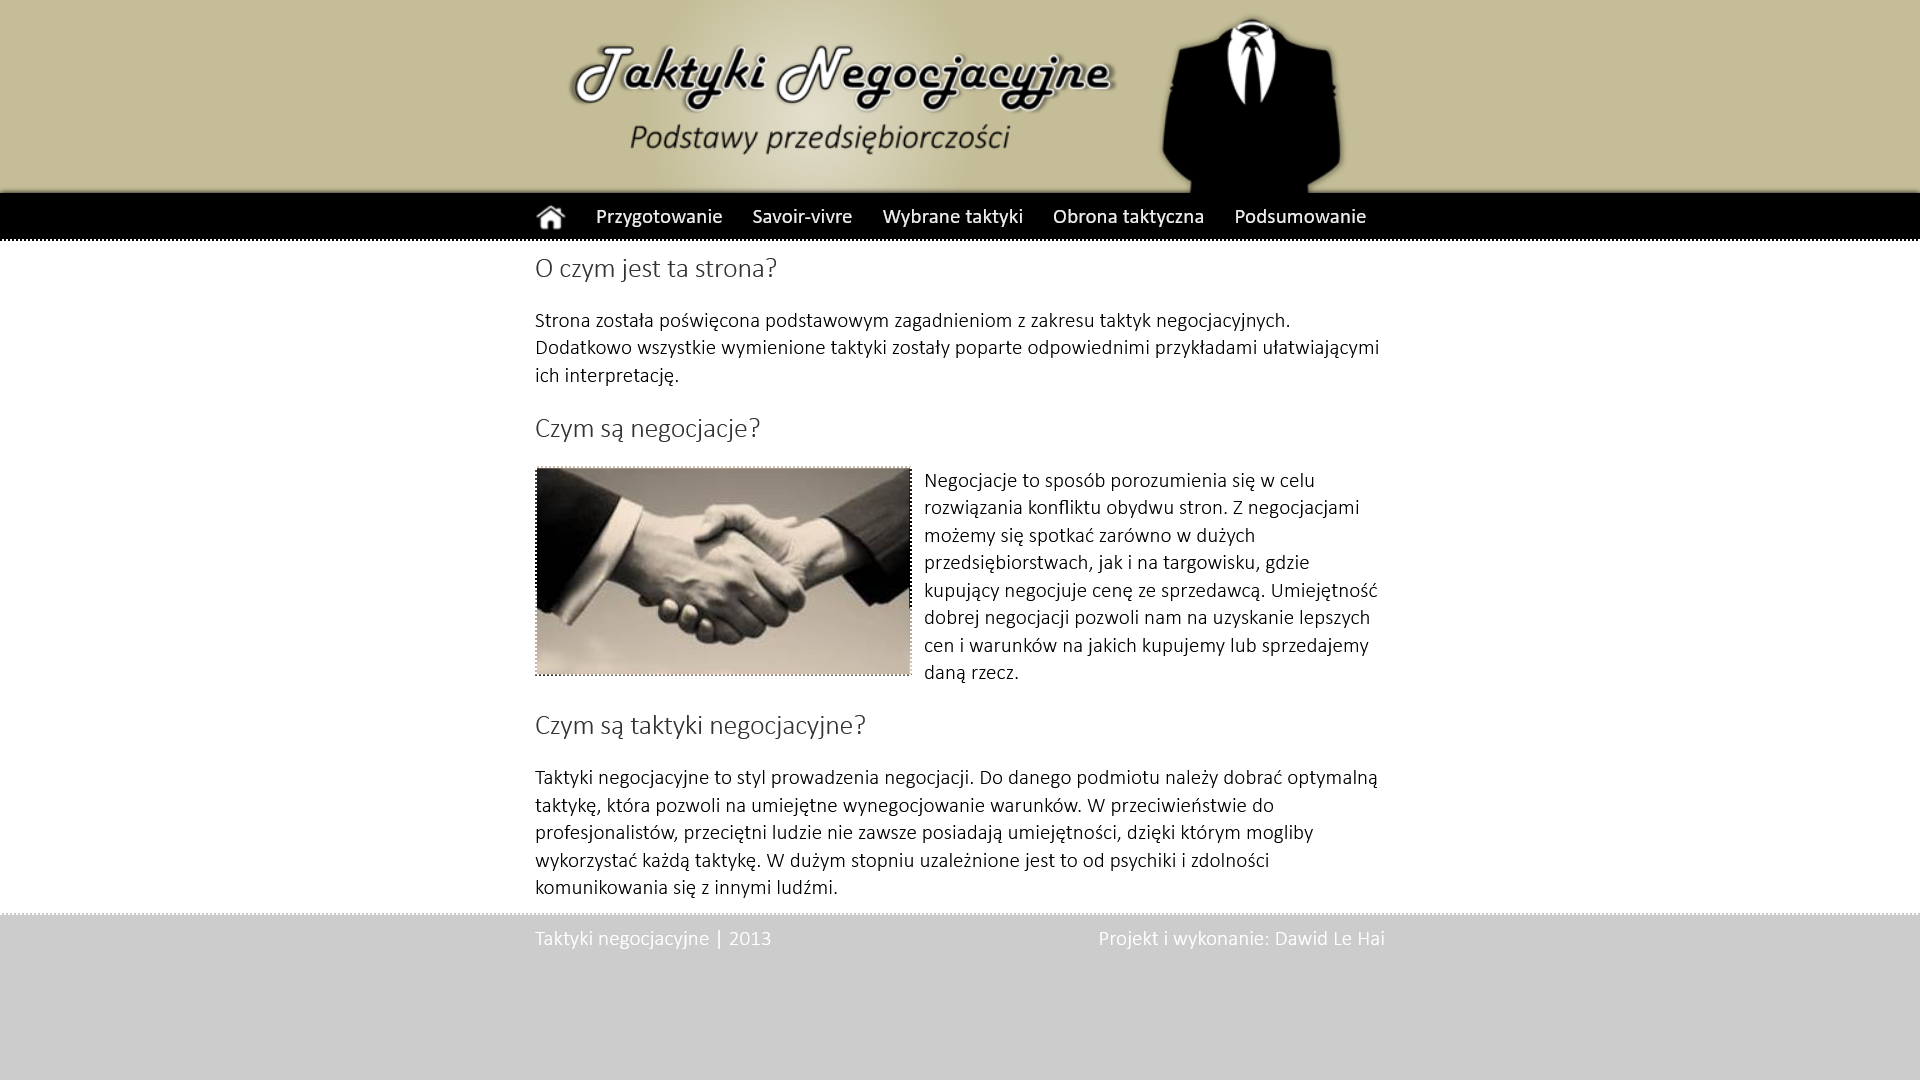 Taktyki Negocjacyjne
Podstawy przedsiębiorczości
Przygotowanie Savoir-vivre Wybrane taktyki Obrona taktyczna Podsumowanie
O czym jest ta strona?
Strona została poświęcona podstawowym zagadnieniom z zakresu taktyk negocjacyjnych.
Dodatkowo wszystkie wymienione taktyki zostały poparte odpowiednimi przykładami ułatwiającymi
ich interpretację.
Czym są negocjacje?
Negocjacje to sposób porozumienia się w celu
rozwiązania konfliktu obydwu stron. Z negocjacjami
możemy się spotkać zarówno w dużych
przedsiębiorstwach, jak i na targowisku, gdzie
kupujący negocjuje cenę ze sprzedawcą. Umiejętność
dobrej negocjacji pozwoli nam na uzyskanie lepszych
cen i warunków na jakich kupujemy lub sprzedajemy
daną rzecz.
Czym są taktyki negocjacyjne?
Taktyki negocjacyjne to styl prowadzenia negocjacji. Do danego podmiotu należy dobrać optymalną
taktykę, która pozwoli na umiejętne wynegocjowanie warunków. W przeciwieństwie do
profesjonalistów, przeciętni ludzie nie zawsze posiadają umiejętności, dzięki którym mogliby
wykorzystać każdą taktykę. W dużym stopniu uzależnione jest to od psychiki i zdolności
komunikowania się z innymi ludźmi.
Taktyki negocjacyjne | 2013
Projekt i wykonanie: Dawid Le Hai